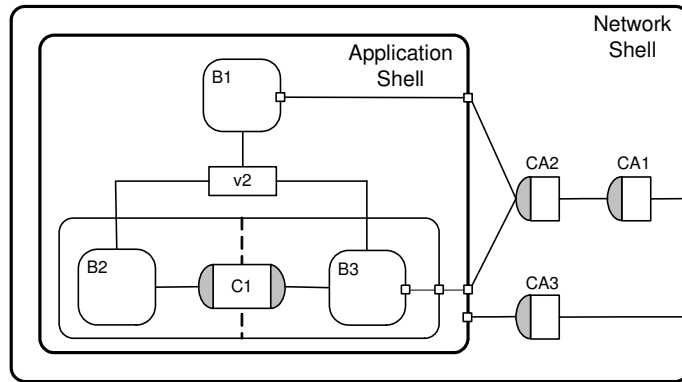 Network
Shell
Application
Shell
B1
CA2
CA1
v2
B2
C1
B3
CA3